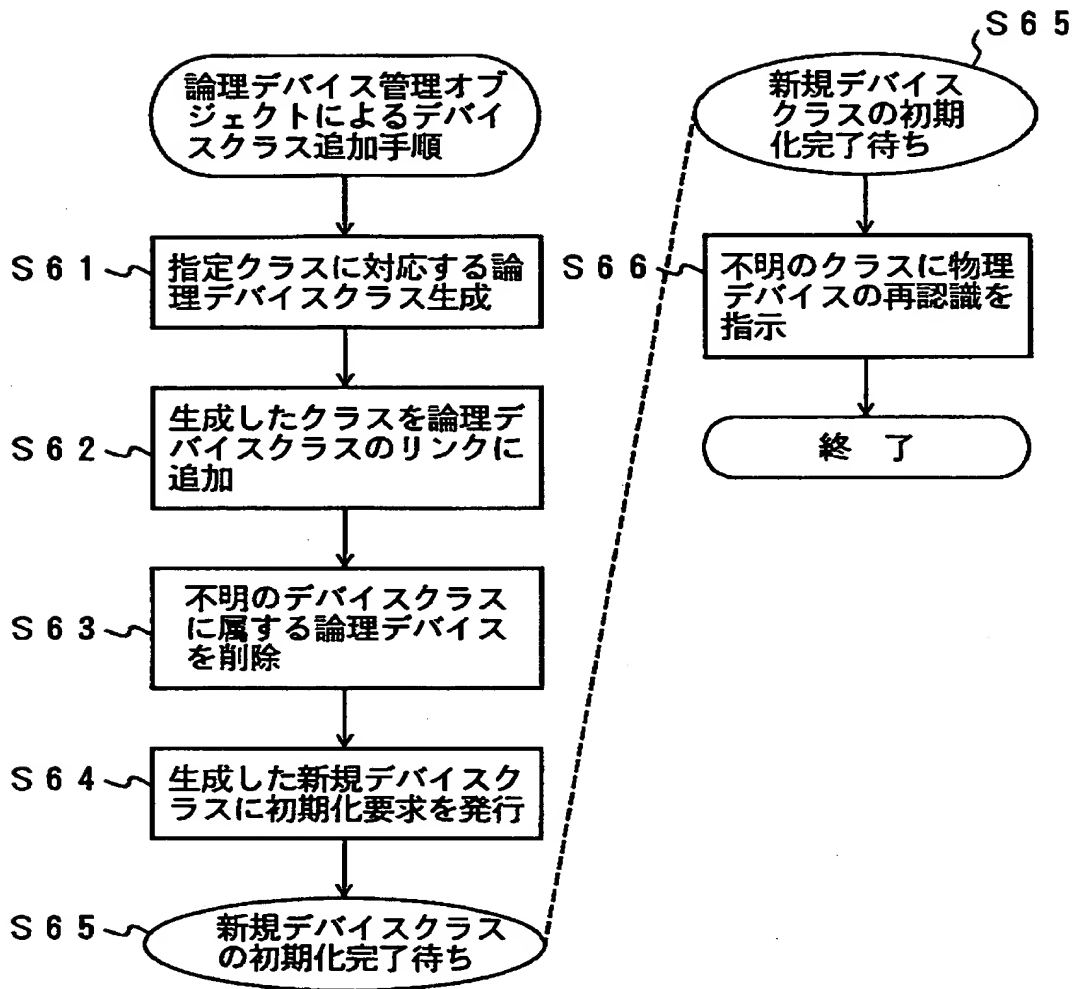 論理デバイス管理オブ
ジェクトによるデバイ
スクラス追加手順
S61
指定クラスに対応する論
理デバイスクラス生成
S62
生成したクラスを論理デ
バイスクラスのリンクに
追加
S63
不明のデバイスクラス
に属する論理デバイス
を削除
S64
生成した新規デバイスク
ラスに初期化要求を発行
S65
新規デバイスクラス
の初期化完了待ち
S65
新規デバイス
クラスの初期
化完了待ち
S66
不明のクラスに物理
デバイスの再認識を
指示
終 了